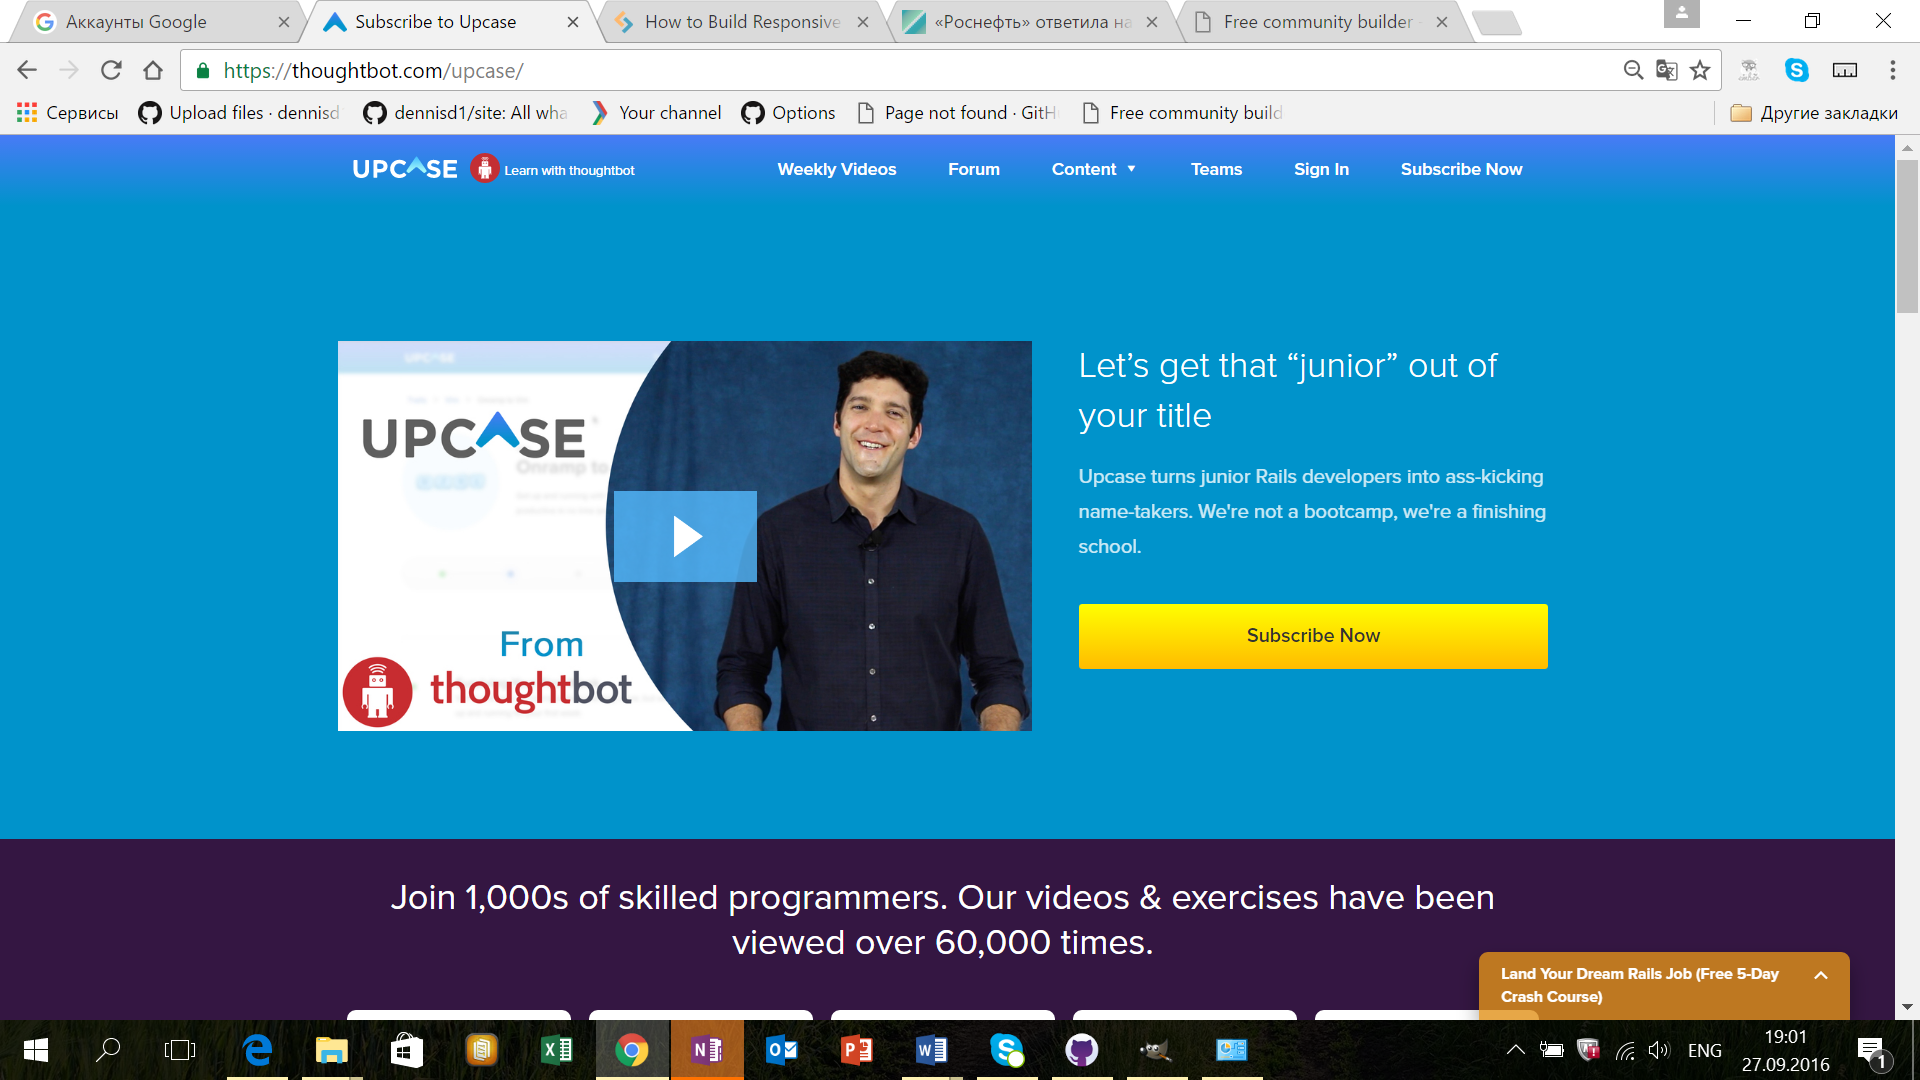 Аккаунты Google
Subscribe to Upcase
How to Build Responsive
«Роснефть» ответила на
Free community builder
https://thoughtbot.com/upcase/
Сервисы
Upload files · dennisd
dennisd1/site: All wha
Your channel
Options
Page not found · GitH
Free community build
Другие закладки
UPCASE
Learn with thoughtbot
Weekly Videos
Forum
Content
Teams
Sign In
Subscribe Now
UPCASE
Onramp to
From
thoughtbot
Let's get that “junior” out of
your title
Upcase turns junior Rails developers into ass-kicking
name-takers. We're not a bootcamp, we're a finishing
school.
Subscribe Now
Join 1,000s of skilled programmers. Our videos & exercises have been
viewed over 60,000 times.
Land Your Dream Rails Job (Free 5-Day
Crash Course)
ENG
19:01
27.09.2016
1